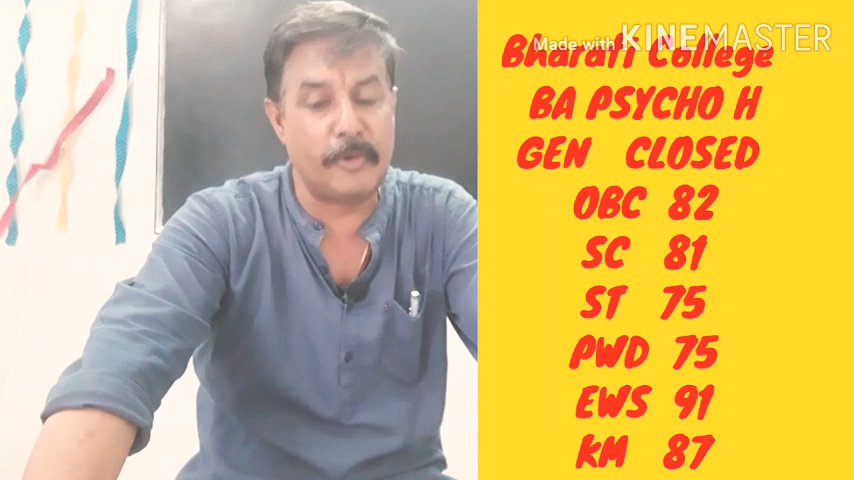 Made with KINEMASTER
Bharati College
BA PSYCHO H
GEN CLOSED
OBC 82
SC 81
ST 75
PWD 75
EWS 91
KM 87